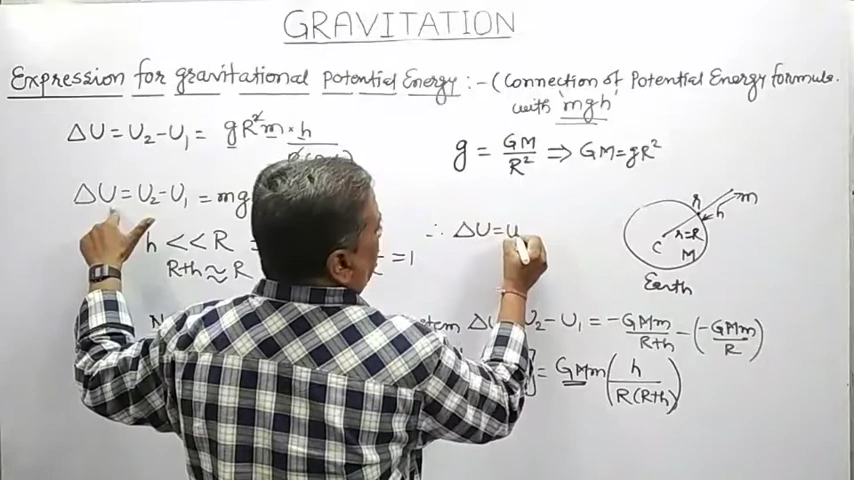 GRAVITATION
Expression for gravitational potential Energy :- (Connection of Potential Energy formule.
with 'mgh'
ΔU = U₂-U₁ = gR²m × h
g = GM/R² ⇒ GM = gR²
ΔU = U₂-U₁ = mg
h << R
R+h ≈ R
= 1
∴ ΔU = U
r
m
h
r=R
C
M
Earth
ΔU U₂-U₁ = -GMm/R+h - (-GMm/R)
= GMm (h/R(R+h))